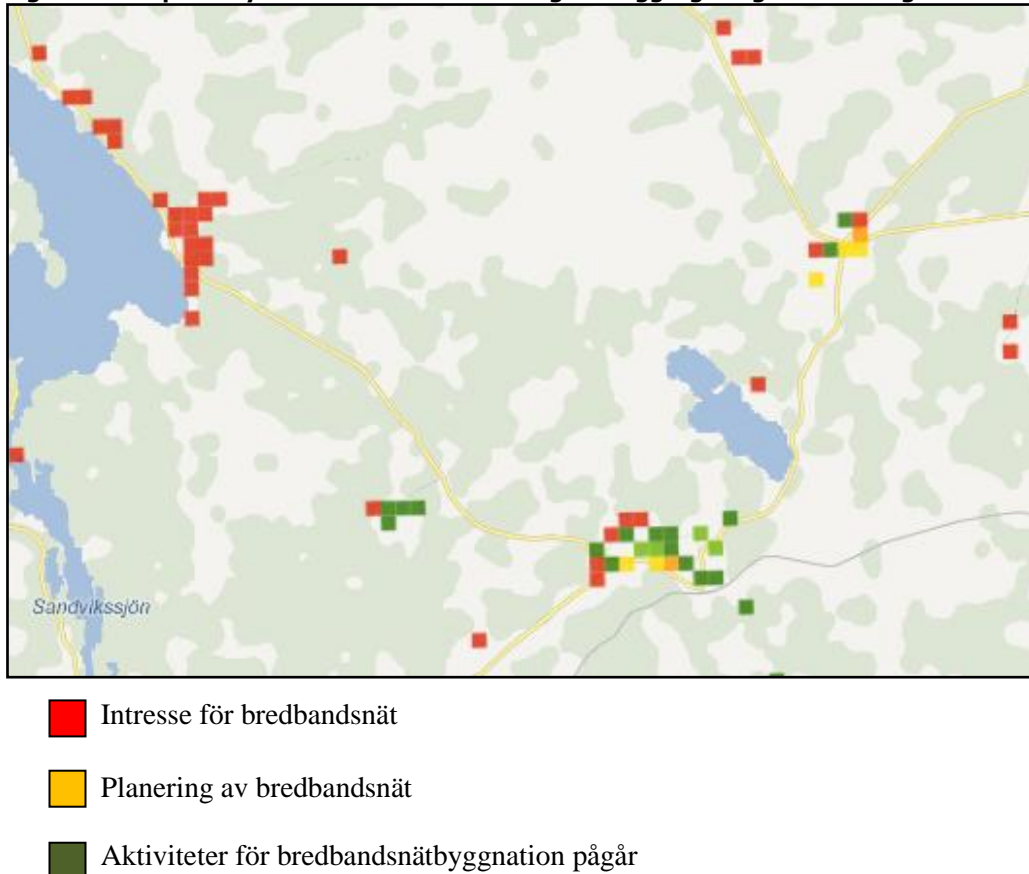 Sandvikssjön
Intresse för bredbandsnät
Planering av bredbandsnät
Aktiviteter för bredbandsnätbyggnation pågår